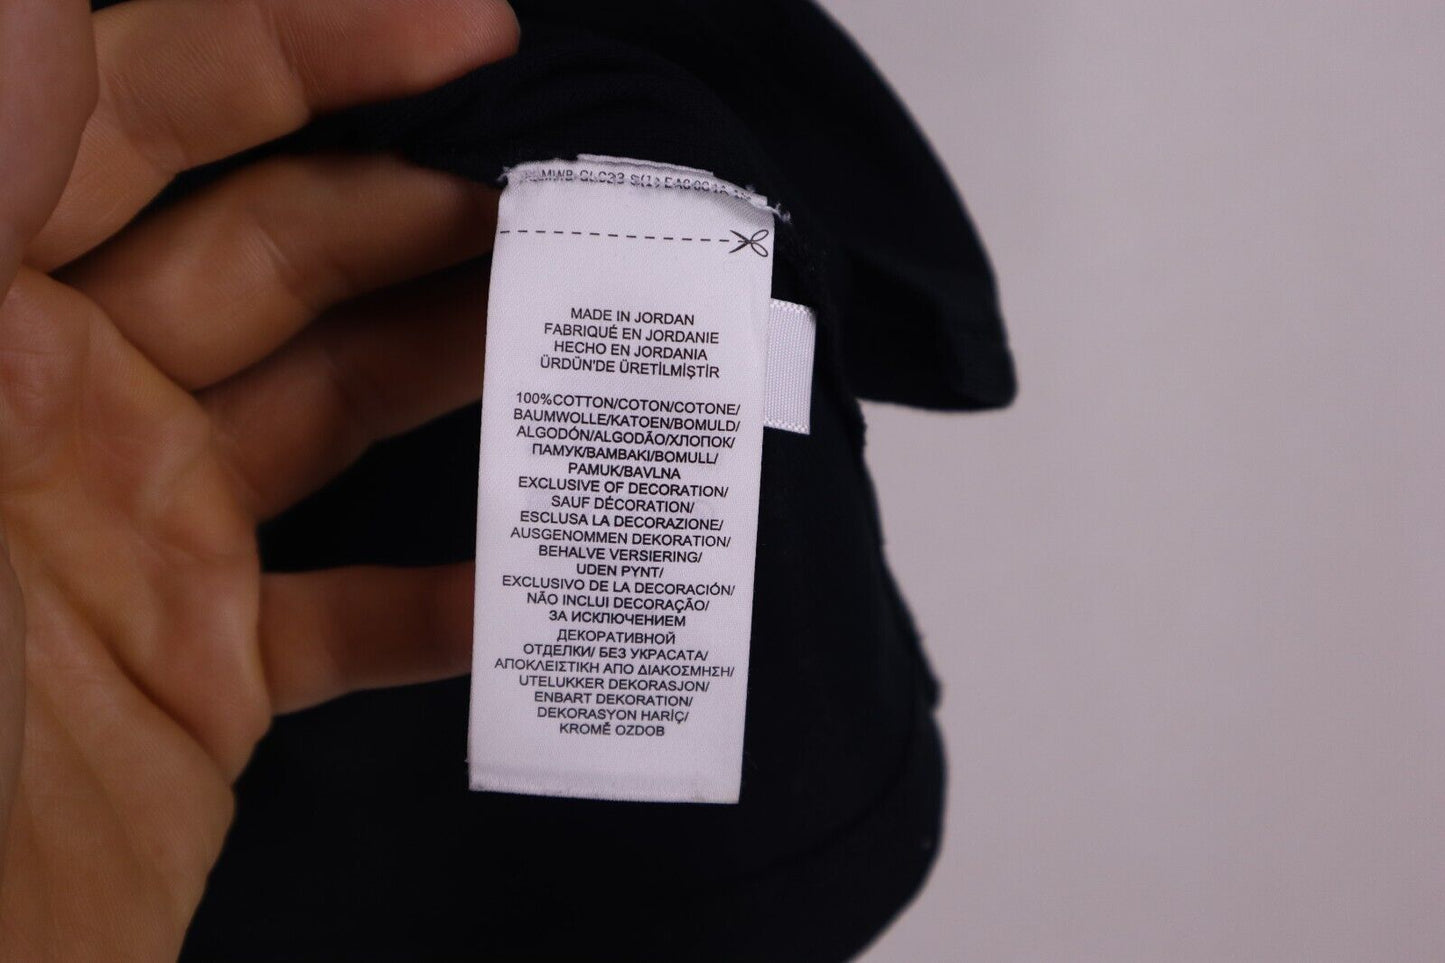 MADE IN JORDAN
FABRIQUÉ EN JORDANIE
HECHO EN JORDANIA
ÜRDÜN'DE ÜRETİLMİŞTİR
100%COTTON/COTON/COTONE/
BAUMWOLLE/KATOEN/BOMULD/
ALGODÓN/ALGODÃO/ХЛОПОК/
ПАМУК/BAMBAKI/BOMULL/
PAMUK/BAVLNA
EXCLUSIVE OF DECORATION/
SAUF DÉCORATION/
ESCLUSA LA DECORAZIONE/
AUSGENOMMEN DEKORATION/
BEHALVE VERSIERING/
UDEN PYNT/
EXCLUSIVO DE LA DECORACIÓN/
NÃO INCLUI DECORAÇÃO/
ЗА ИСКЛЮЧЕНИЕМ
ДЕКОРАТИВНОЙ
ОТДЕЛКИ/ БЕЗ УКРАСАТА/
ΑΠΟΚΛΕΙΣΤΙΚΗ ΑΠΟ ΔΙΑΚΟΣΜΗΣΗ/
UTELUKKER DEKORASJON/
ENBART DEKORATION/
DEKORASYON HARİÇ/
KROMĚ OZDOB